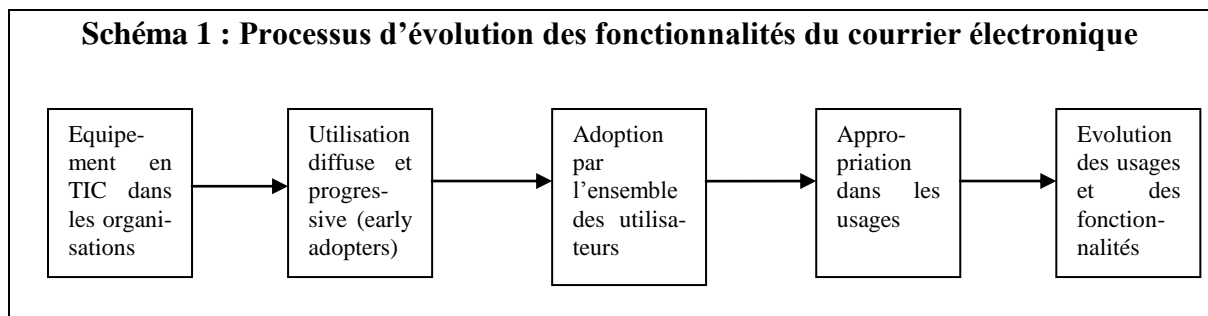 Schéma 1 : Processus d’évolution des fonctionnalités du courrier électronique
Equipe-
ment en
TIC dans
les organi-
sations
Utilisation
diffuse et
progres-
sive (early
adopters)
Adoption
par
l’ensemble
des utilisa-
teurs
Appro-
priation
dans les
usages
Evolution
des usages
et des
fonction-
nalités